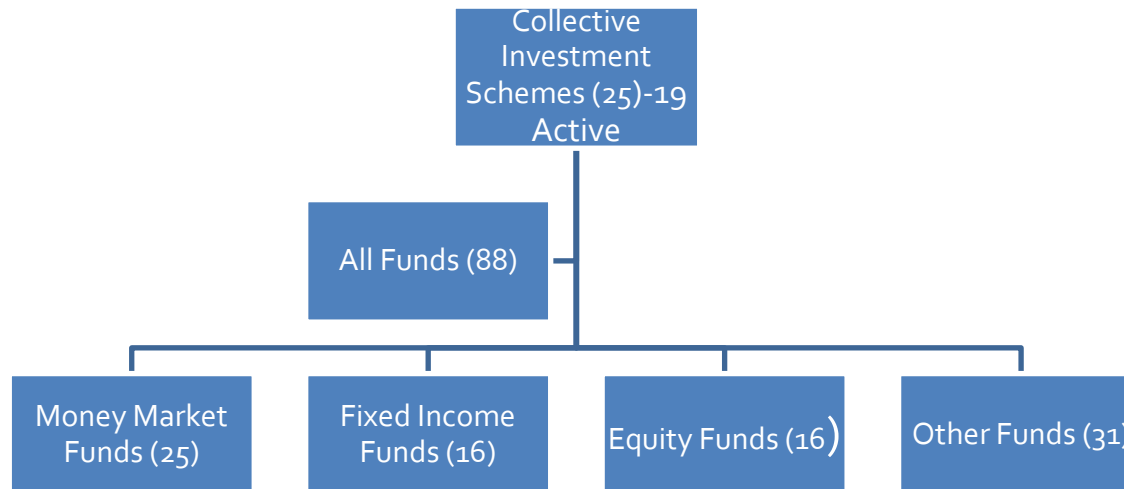 Collective
Investment
Schemes (25)-19
Active
All Funds (88)
Money Market
Funds (25)
Fixed Income
Funds (16)
Equity Funds (16)
Other Funds (31)